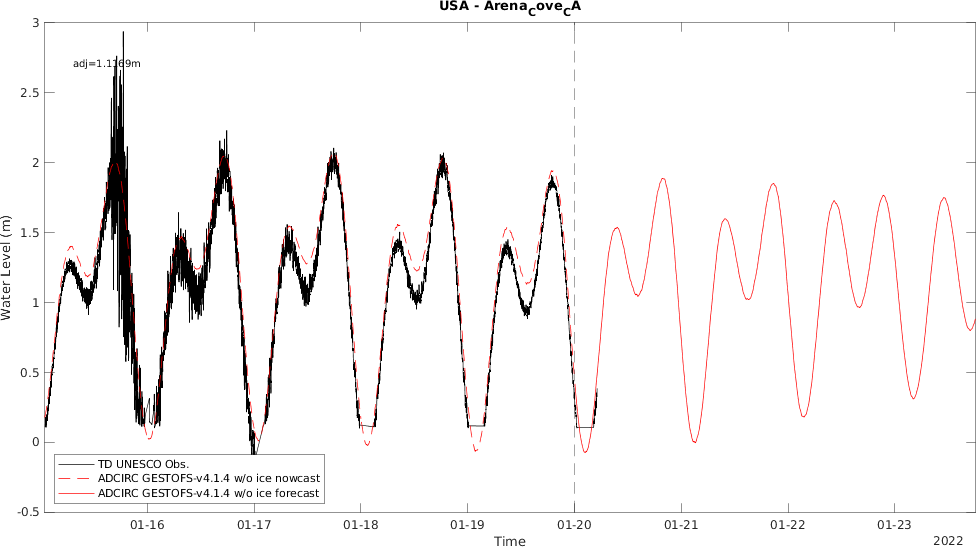 USA - ArenaCoveCA
adj=1.1169m
3
2.5
2
1.5
1
0.5
0
-0.5
Water Level (m)
TD UNESCO Obs.
ADCIRC GESTOFS-v4.1.4 w/o ice nowcast
ADCIRC GESTOFS-v4.1.4 w/o ice forecast
01-16 01-17 01-18 01-19 01-20 01-21 01-22 01-23
Time
2022